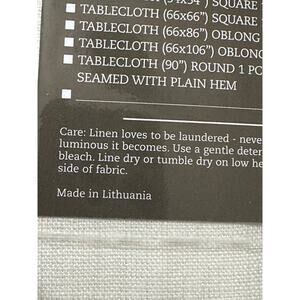 TABLECLOTH (66x66") SQUARE
TABLECLOTH (66x86") OBLONG
TABLECLOTH (66x106") OBLONG
TABLECLOTH (90") ROUND 1 PC
SEAMED WITH PLAIN HEM
Care: Linen loves to be laundered - neve
luminous it becomes. Use a gentle deter
bleach. Line dry or tumble dry on low he
side of fabric.
Made in Lithuania